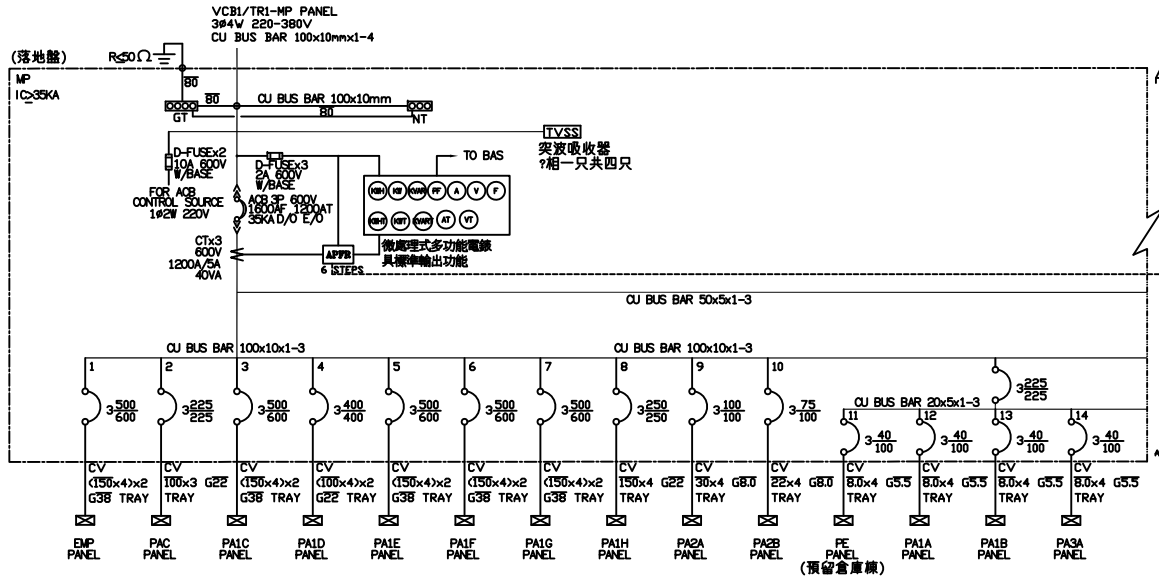 VCB1/TR1-MP PANEL
3ø4W 220-380V
CU BUS BAR 100x10mmx1-4
(落地盤)
R≤50Ω
MP
IC≥35KA
80
80
CU BUS BAR 100x10mm
80
GT
NT
TVSS
突波吸收器
?相一只共四只
D-FUSEx2
10A 600V
W/BASE
D-FUSEx3
2A 600V
W/BASE
TO BAS
FOR ACB
CONTROL SOURCE
1ø2W 220V
ACB 3P 600V
1600AF 1200AT
35KA D/O E/O
KWH KW KVAR PF A V F
KWHT KWT KVART AT VT
微處理式多功能電錶
具標準輸出功能
CTx3
600V
1200A/5A
40VA
APFR
6 STEPS
CU BUS BAR 50x5x1-3
CU BUS BAR 100x10x1-3
CU BUS BAR 100x10x1-3
1 2 3 4 5 6 7 8 9 10
3-225/225
CU BUS BAR 20x5x1-3
11 12 13 14
3-500/600 3-225/225 3-500/600 3-400/400 3-500/600 3-500/600 3-500/600 3-250/250 3-100/100 3-75/100
3-40/100 3-40/100 3-40/100 3-40/100
CV CV CV CV CV CV CV CV CV CV CV CV CV CV
(150x4)x2 100x3 G22 (150x4)x2 (100x4)x2 (150x4)x2 (150x4)x2 (150x4)x2 150x4 G22 30x4 G8.0 22x4 G8.0 8.0x4 G5.5 8.0x4 G5.5 8.0x4 G5.5 8.0x4 G5.5
G38 TRAY TRAY G38 TRAY G22 TRAY G38 TRAY G38 TRAY G38 TRAY TRAY TRAY TRAY TRAY TRAY TRAY TRAY
EMP PAC PA1C PA1D PA1E PA1F PA1G PA1H PA2A PA2B PE PA1A PA1B PA3A
PANEL PANEL PANEL PANEL PANEL PANEL PANEL PANEL PANEL PANEL PANEL PANEL PANEL PANEL
(預留倉庫棟)